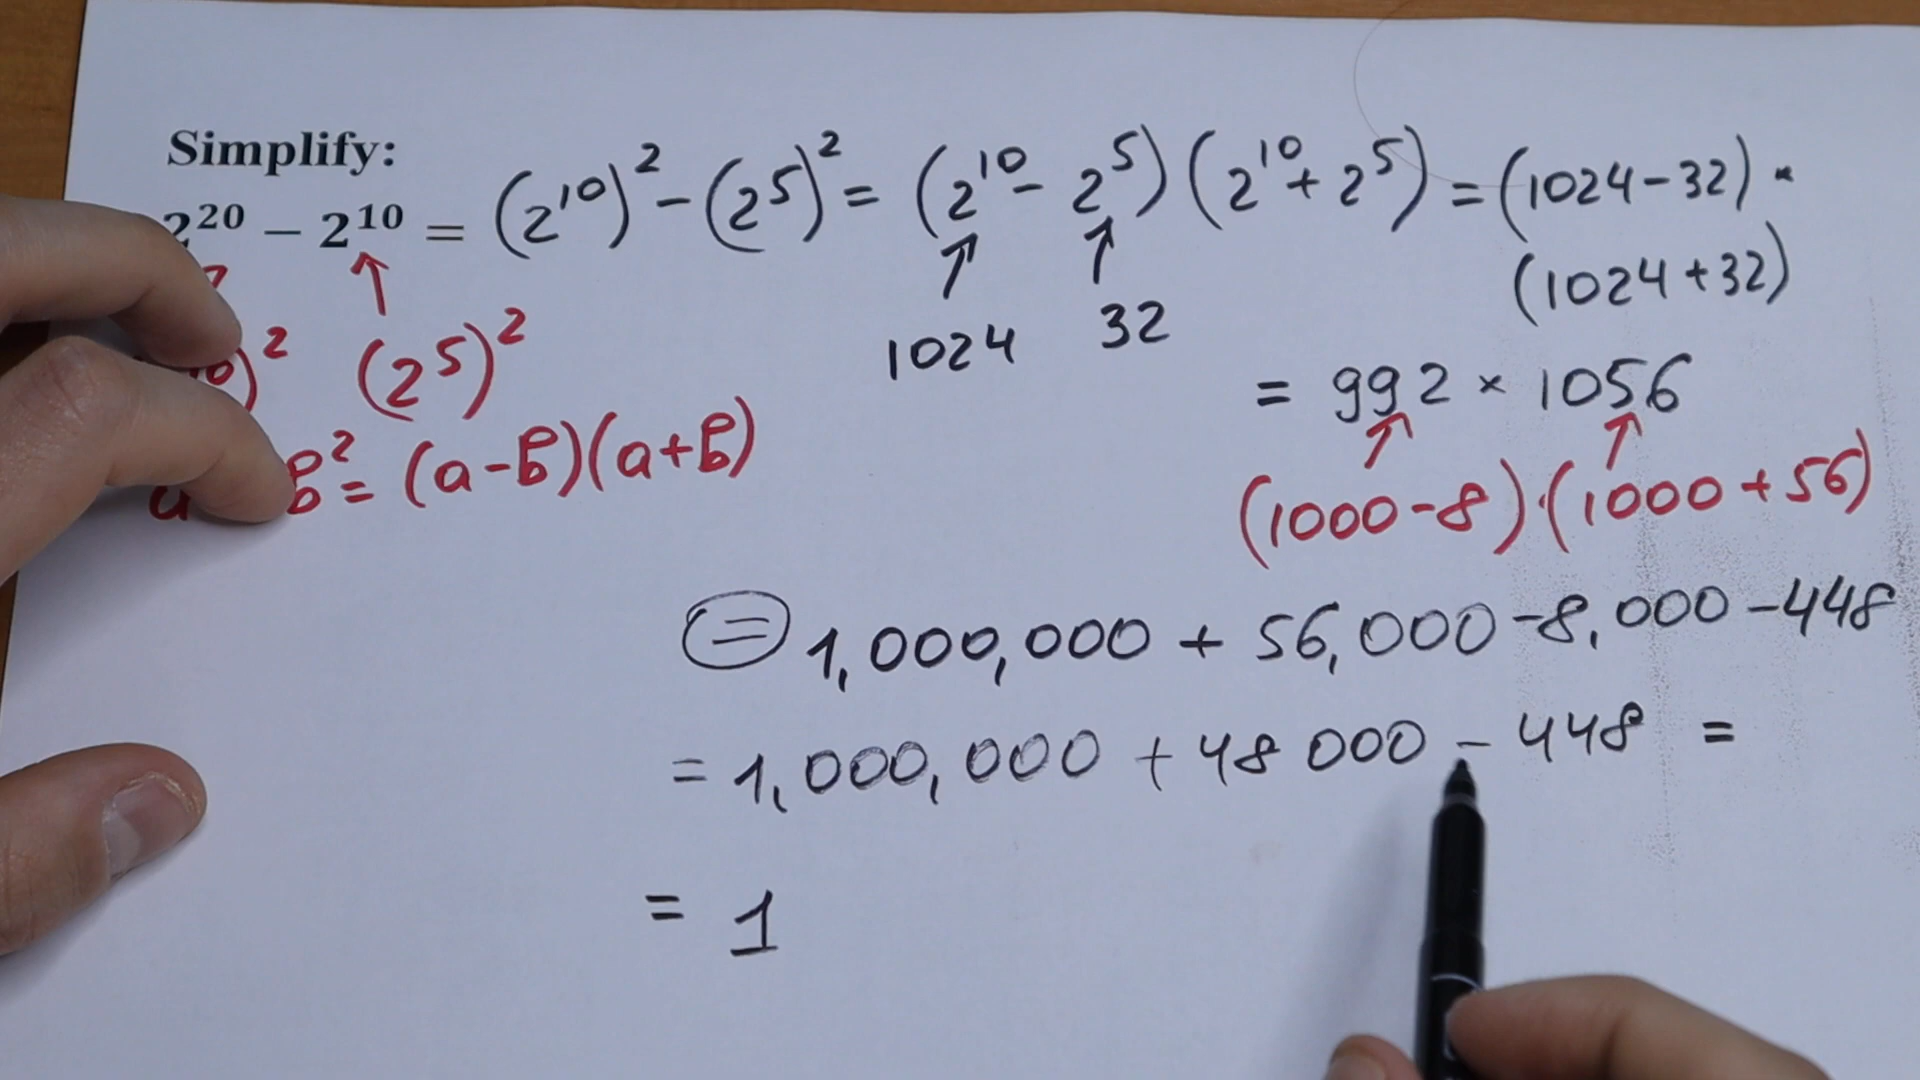 Simplify:
2²⁰ − 2¹⁰ = (2¹⁰)² − (2⁵)² = (2¹⁰ − 2⁵)(2¹⁰ + 2⁵) = (1024 − 32) ·
(1024 + 32)
↑ ↑ ↑
)² (2⁵)² 1024 32
= 992 × 1056
↑ ↑
a b² = (a−b)(a+b)
(1000 − 8)·(1000 + 56)
= 1,000,000 + 56,000 − 8,000 − 448
= 1,000,000 + 48 000 − 448 =
= 1